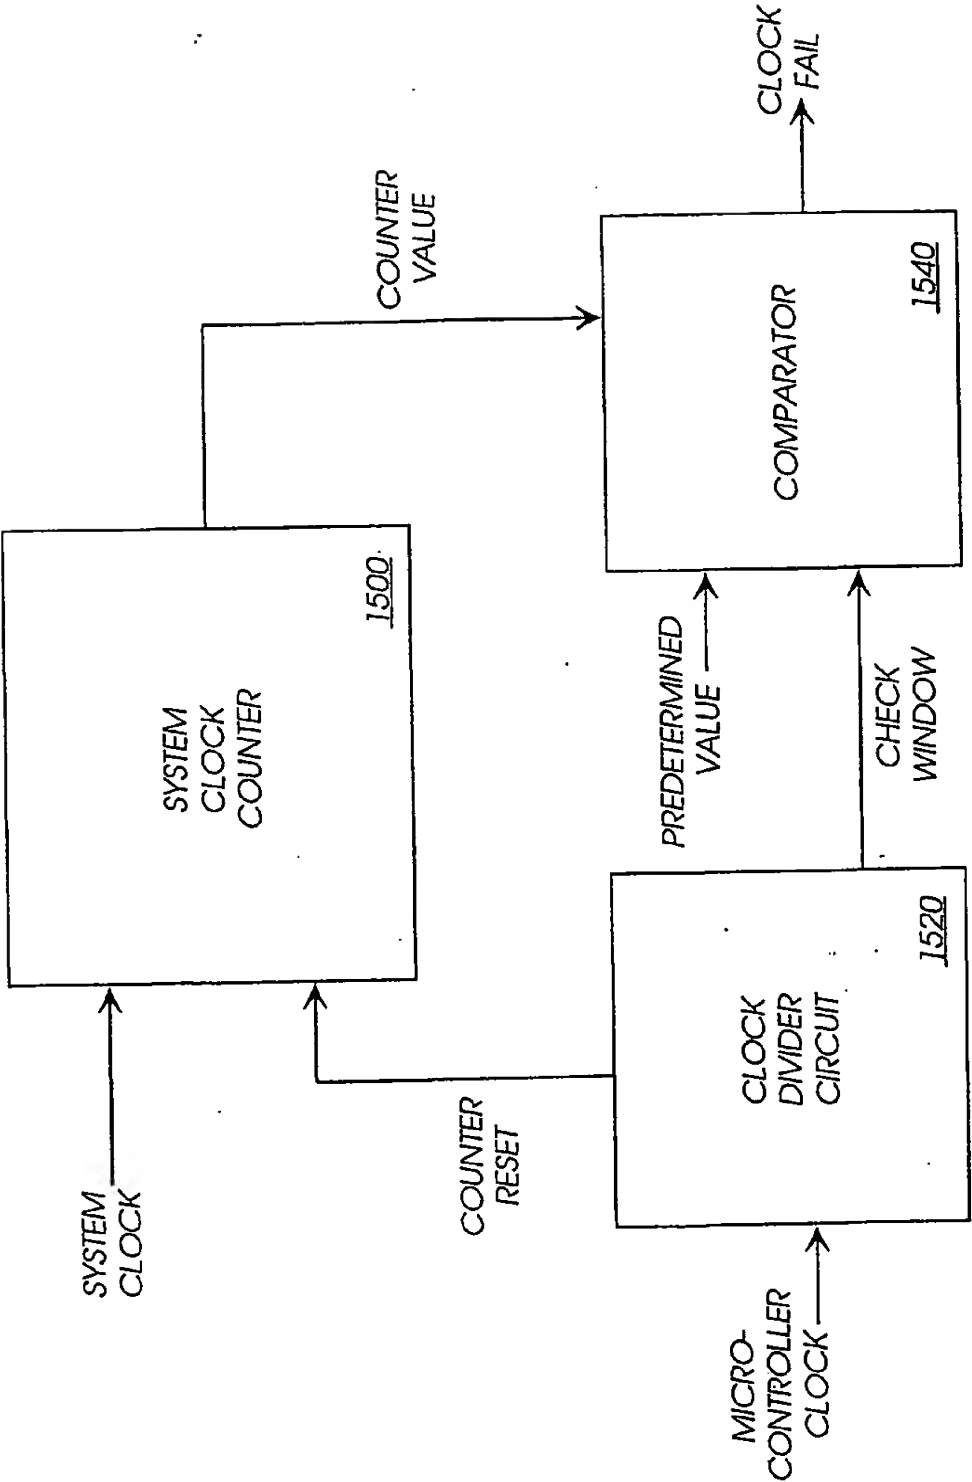 SYSTEM
CLOCK
SYSTEM
CLOCK
COUNTER
1500
COUNTER
VALUE
COUNTER
RESET
MICRO-
CONTROLLER
CLOCK
CLOCK
DIVIDER
CIRCUIT
1520
PREDETERMINED
VALUE
CHECK
WINDOW
COMPARATOR
1540
CLOCK
FAIL